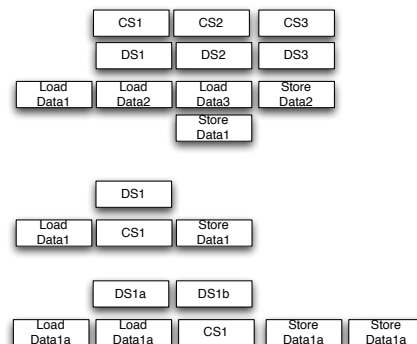 CS1 CS2 CS3
DS1 DS2 DS3
Load Data1 Load Data2 Load Data3 Store Data2
Store Data1
DS1
Load Data1 CS1 Store Data1
DS1a DS1b
Load Data1a Load Data1a CS1 Store Data1a Store Data1a